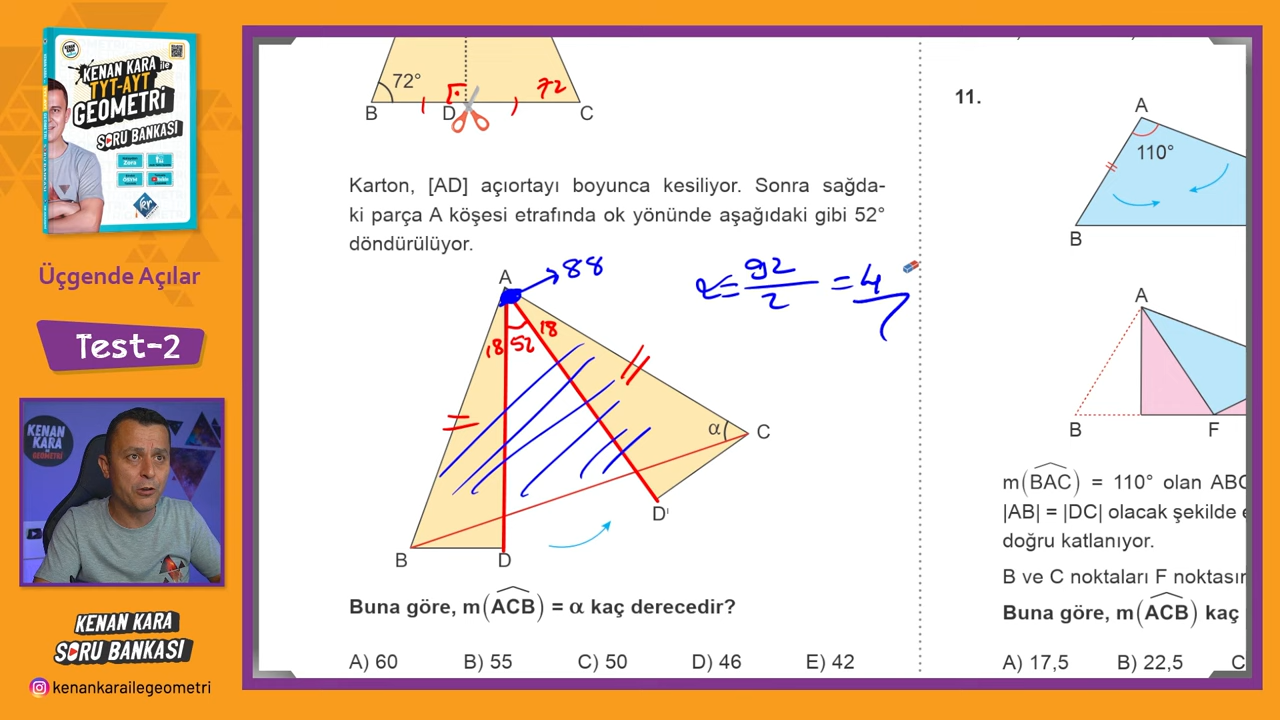 KENAN KARA ile
TYT-AYT
GEOMETRİ
SORU BANKASI
Üçgende Açılar
Test-2
KENAN KARA
KENAN KARA
SORU BANKASI
kenankarailegeometri
72°
72
B
D
C
Karton, [AD] açıortayı boyunca kesiliyor. Sonra sağda-
ki parça A köşesi etrafında ok yönünde aşağıdaki gibi 52°
döndürülüyor.
A
88
18
52
18
α
C
D'
B
D
α = 92/2 = 4
Buna göre, m(ACB) = α kaç derecedir?
A) 60 B) 55 C) 50 D) 46 E) 42
11.
A
110°
B
A
B
F
m(BAC) = 110° olan ABC
|AB| = |DC| olacak şekilde
doğru katlanıyor.
B ve C noktaları F
Buna göre, m(ACB) kaç
A) 17,5 B) 22,5 C